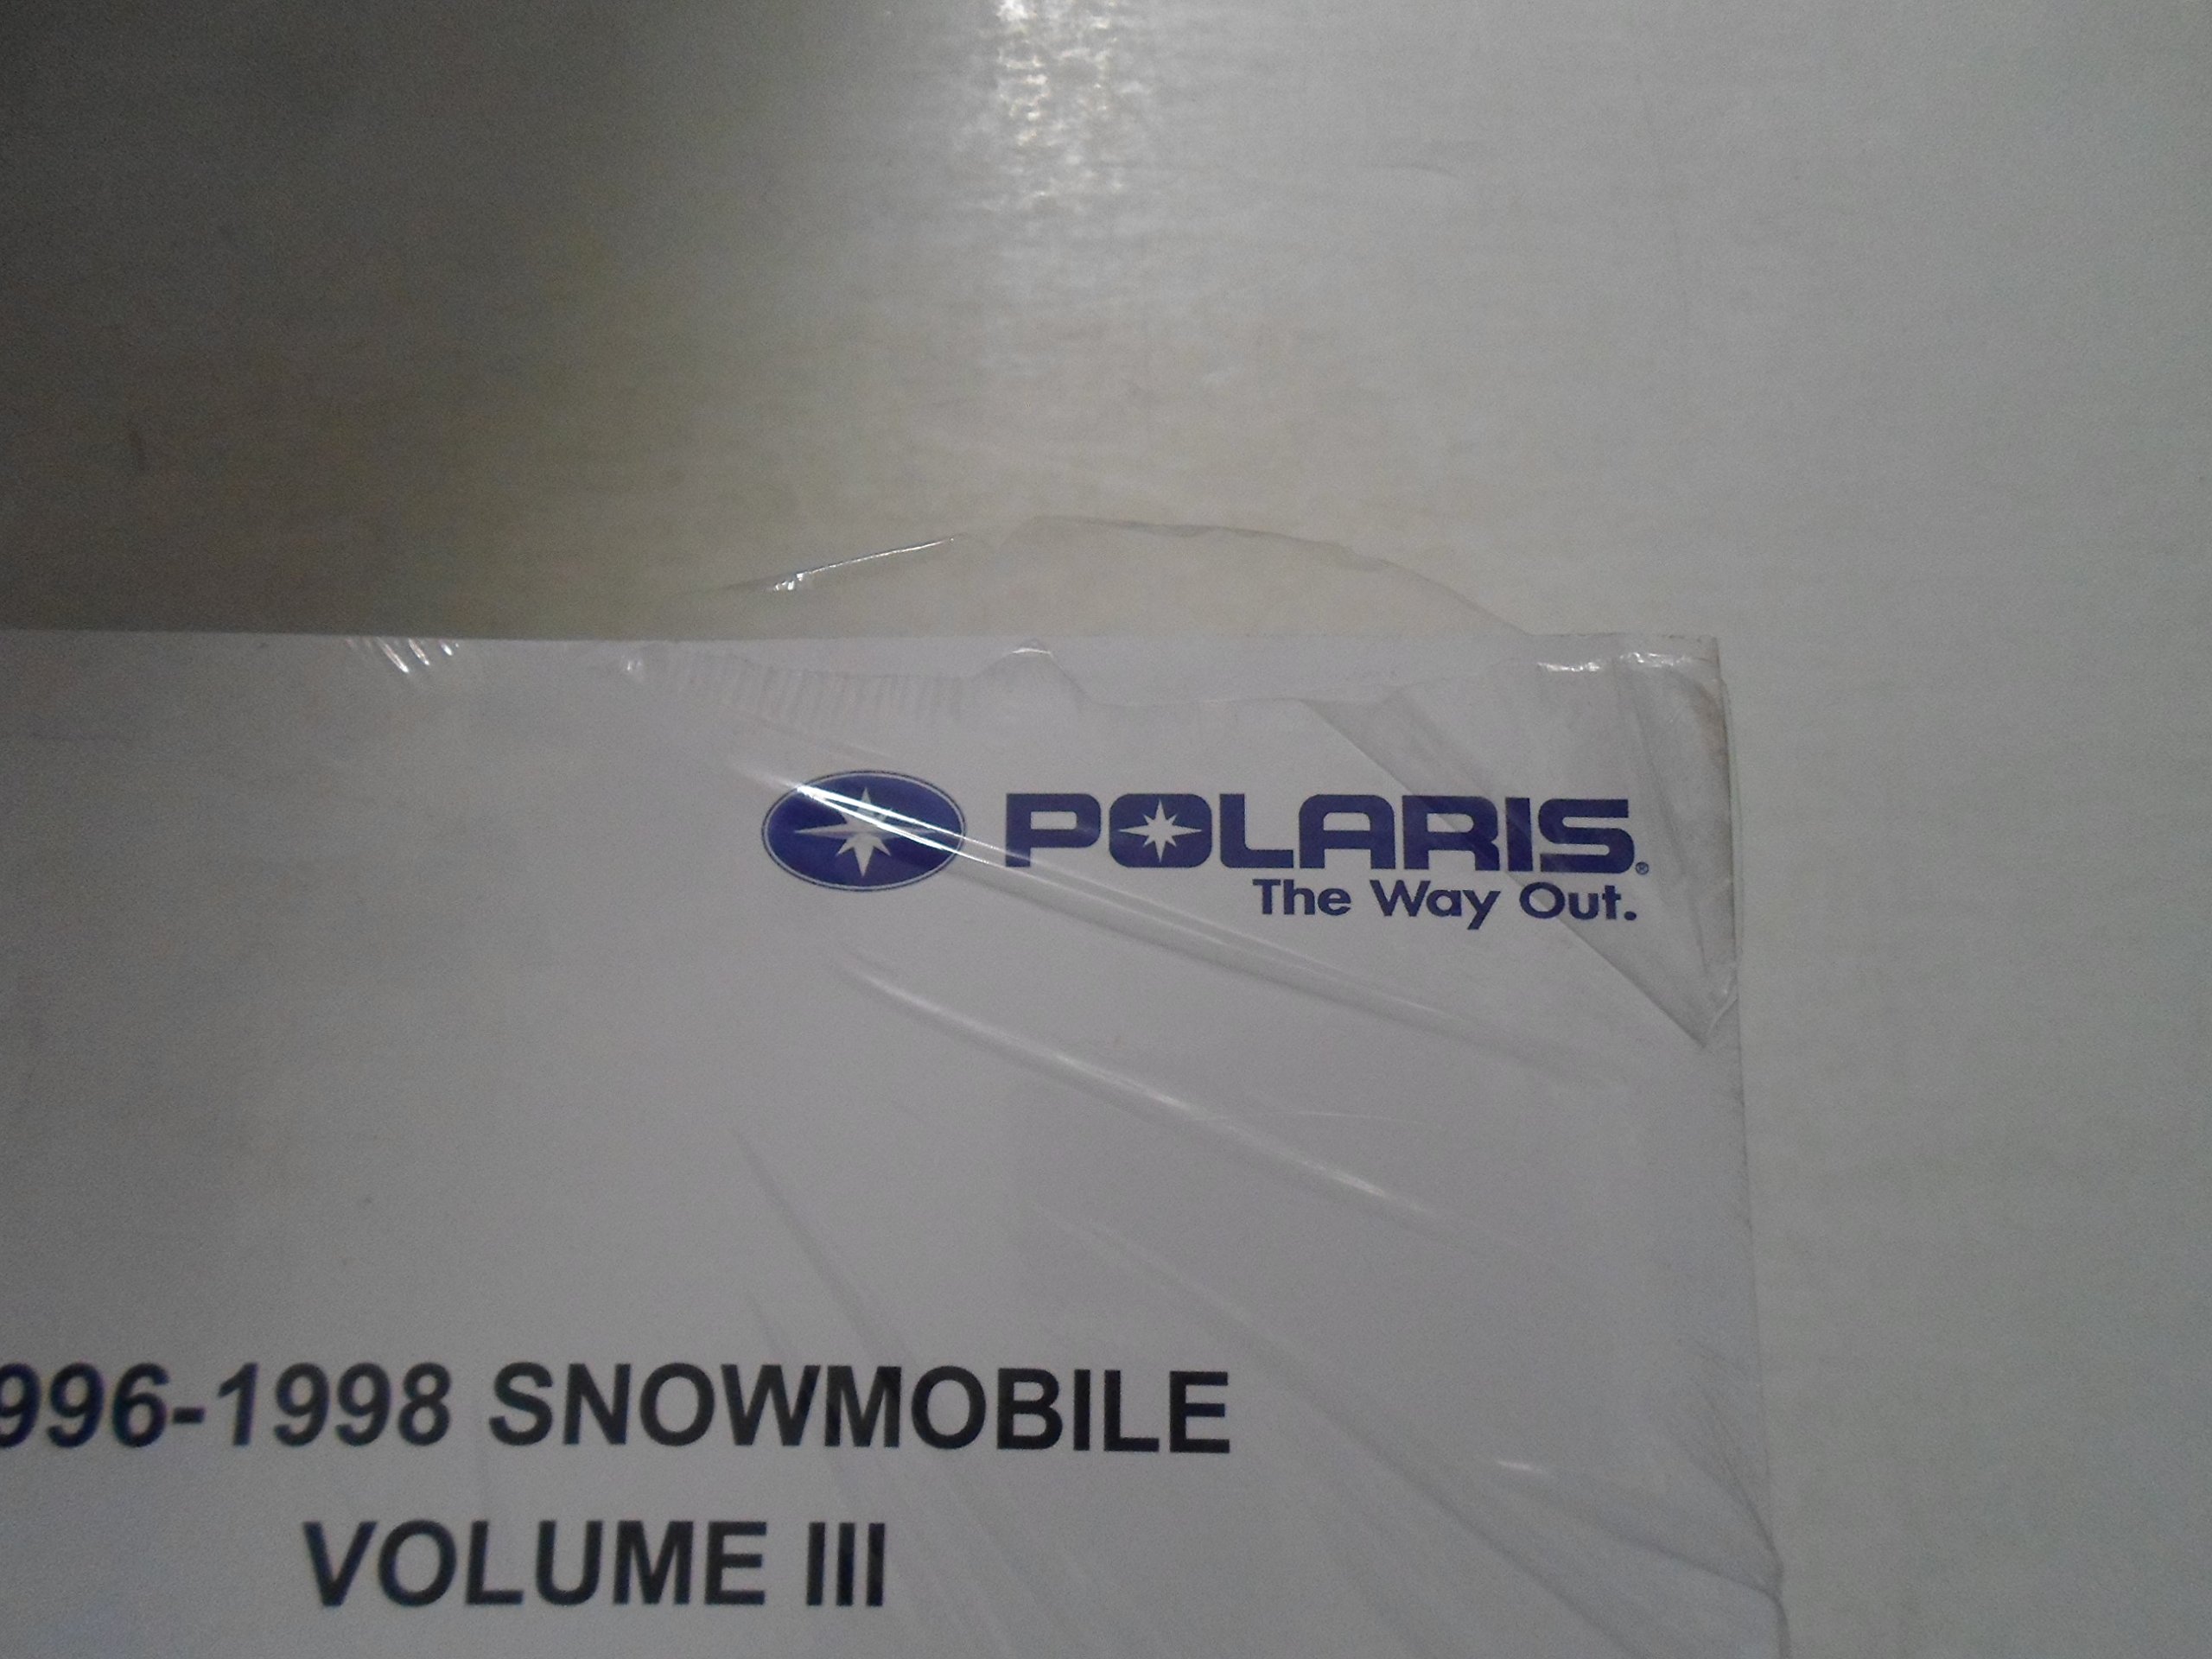 POLARIS®
The Way Out.
996-1998 SNOWMOBILE
VOLUME III